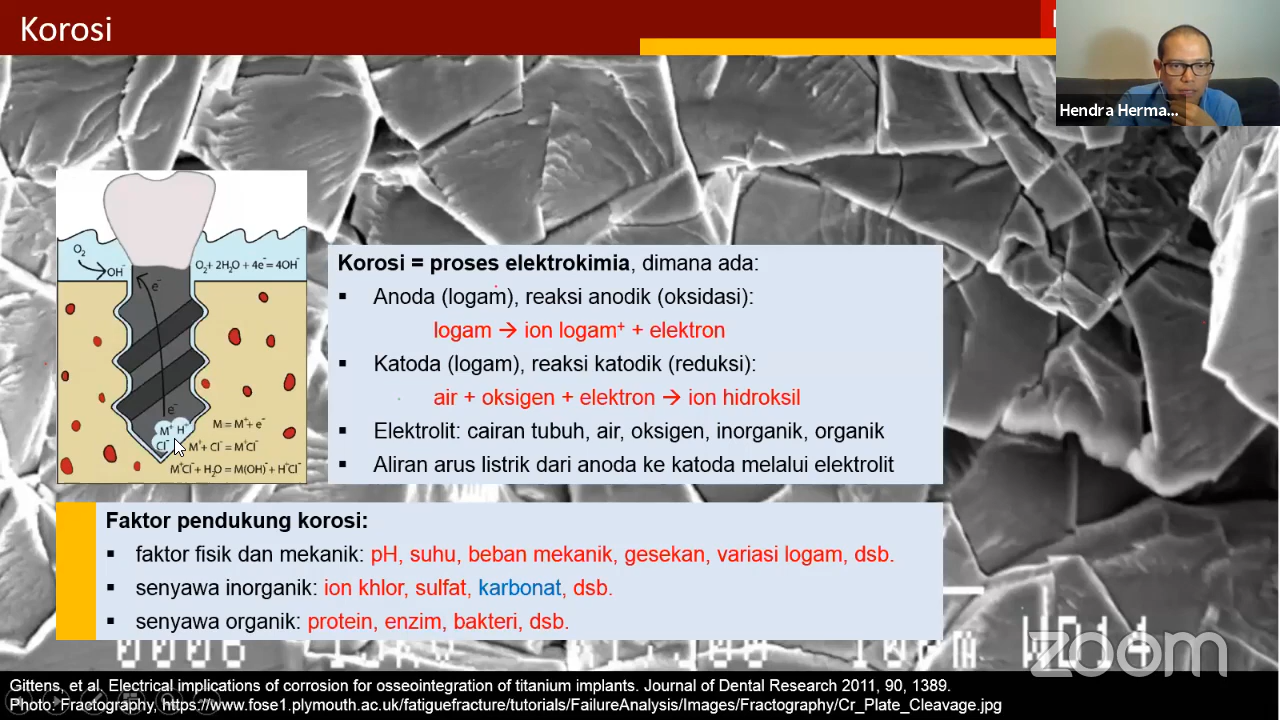 Korosi
Hendra Herma...
O₂
OH⁻
O₂+ 2H₂O + 4e⁻= 4OH⁻
e⁻
e⁻
M⁺ H⁺
Cl⁻
M = M⁺+ e⁻
M⁺+ Cl⁻ = M⁺Cl⁻
M⁺Cl⁻+ H₂O = M(OH)⁻+ H⁺Cl⁻
Korosi = proses elektrokimia, dimana ada:
▪ Anoda (logam), reaksi anodik (oksidasi):
logam → ion logam⁺ + elektron
▪ Katoda (logam), reaksi katodik (reduksi):
air + oksigen + elektron → ion hidroksil
▪ Elektrolit: cairan tubuh, air, oksigen, inorganik, organik
▪ Aliran arus listrik dari anoda ke katoda melalui elektrolit
Faktor pendukung korosi:
▪ faktor fisik dan mekanik: pH, suhu, beban mekanik, gesekan, variasi logam, dsb.
▪ senyawa inorganik: ion khlor, sulfat, karbonat, dsb.
▪ senyawa organik: protein, enzim, bakteri, dsb.
zoom
Gittens, et al. Electrical implications of corrosion for osseointegration of titanium implants. Journal of Dental Research 2011, 90, 1389.
Photo: Fractography, https://www.fose1.plymouth.ac.uk/fatiguefracture/tutorials/FailureAnalysis/Images/Fractography/Cr_Plate_Cleavage.jpg